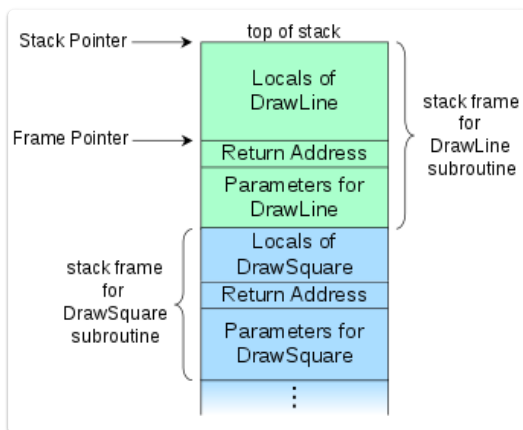 Stack Pointer
top of stack
Locals of
DrawLine
stack frame
for
DrawLine
subroutine
Frame Pointer
Return Address
Parameters for
DrawLine
stack frame
for
DrawSquare
subroutine
Locals of
DrawSquare
Return Address
Parameters for
DrawSquare
⋮